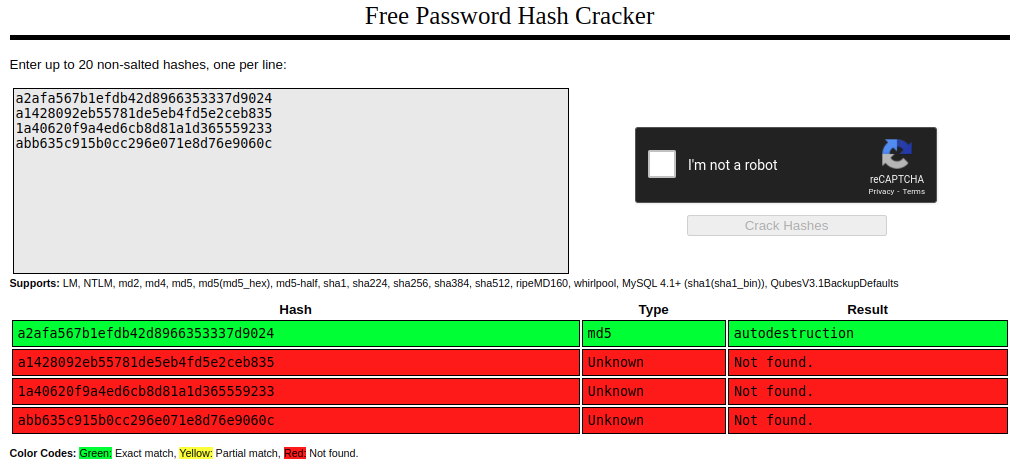 Free Password Hash Cracker
Enter up to 20 non-salted hashes, one per line:
a2afa567b1efdb42d8966353337d9024
a1428092eb55781de5eb4fd5e2ceb835
1a40620f9a4ed6cb8d81a1d365559233
abb635c915b0cc296e071e8d76e9060c
I'm not a robot
reCAPTCHA
Privacy - Terms
Crack Hashes
Supports: LM, NTLM, md2, md4, md5, md5(md5_hex), md5-half, sha1, sha224, sha256, sha384, sha512, ripeMD160, whirlpool, MySQL 4.1+ (sha1(sha1_bin)), QubesV3.1BackupDefaults
Hash Type Result
a2afa567b1efdb42d8966353337d9024 md5 autodestruction
a1428092eb55781de5eb4fd5e2ceb835 Unknown Not found.
1a40620f9a4ed6cb8d81a1d365559233 Unknown Not found.
abb635c915b0cc296e071e8d76e9060c Unknown Not found.
Color Codes: Green: Exact match, Yellow: Partial match, Red: Not found.